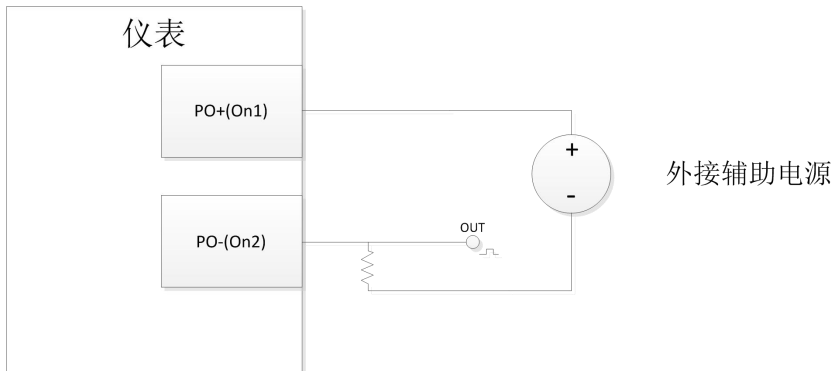 仪表
PO+(On1)
+
-
外接辅助电源
OUT
PO-(On2)